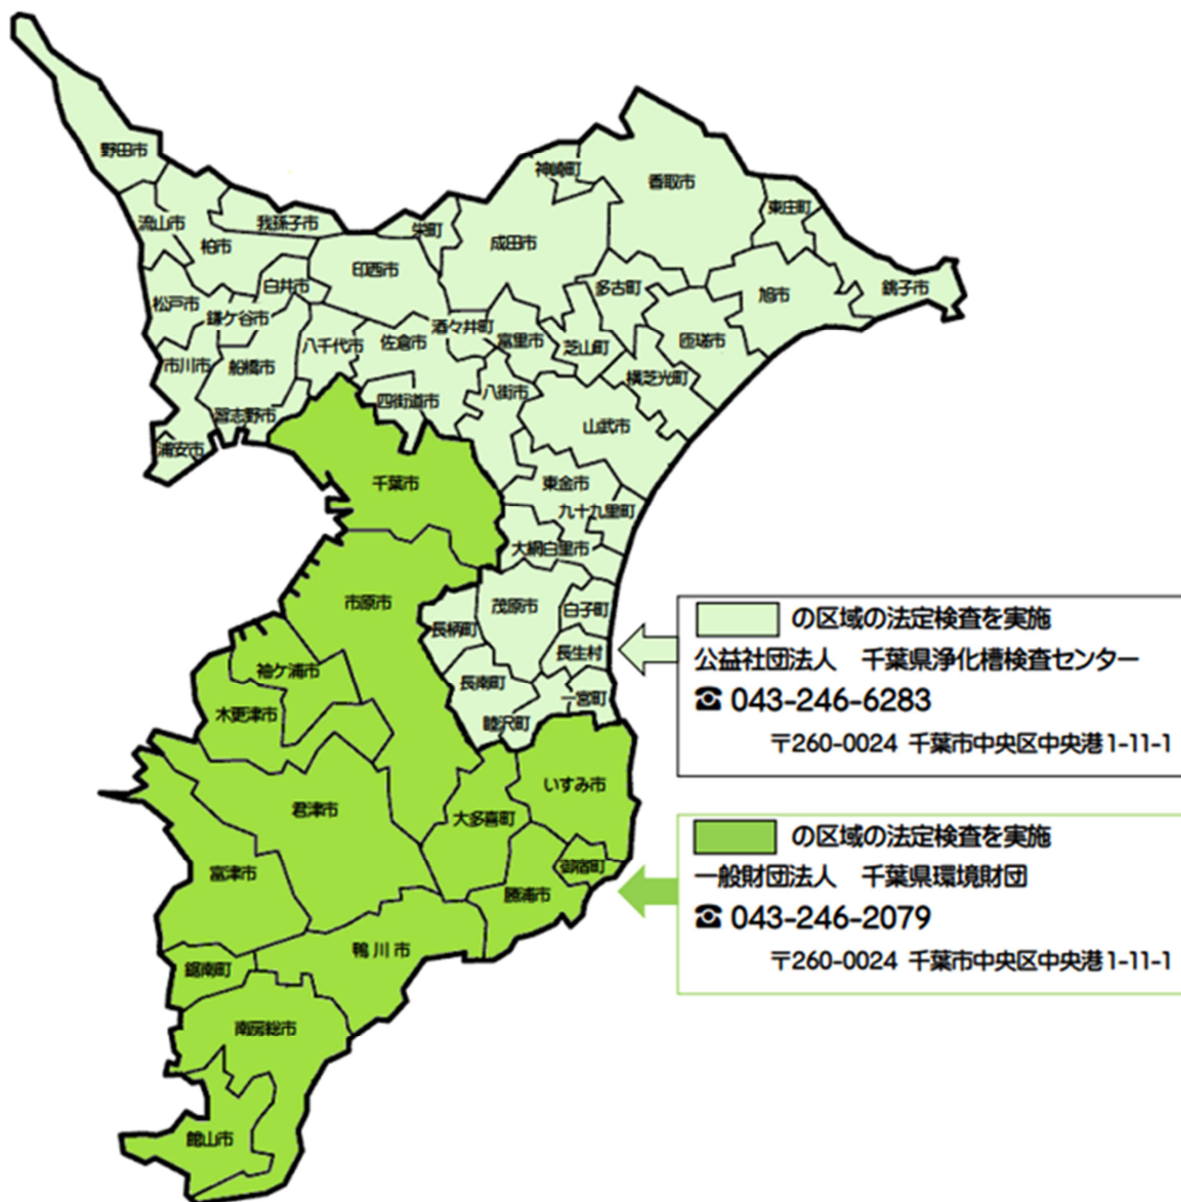 野田市
流山市
柏市
我孫子市
松戸市
鎌ケ谷市
白井市
印西市
栄町
成田市
神崎町
香取市
東庄町
銚子市
旭市
多古町
匝瑳市
横芝光町
芝山町
富里市
酒々井町
佐倉市
八千代市
船橋市
市川市
習志野市
浦安市
四街道市
八街市
山武市
東金市
九十九里町
大網白里市
千葉市
市原市
茂原市
白子町
長柄町
長生村
長南町
一宮町
睦沢町
袖ケ浦市
木更津市
君津市
富津市
大多喜町
いすみ市
御宿町
勝浦市
鴨川市
鋸南町
南房総市
館山市
の区域の法定検査を実施
公益社団法人 千葉県浄化槽検査センター
☎ 043-246-6283
〒260-0024 千葉市中央区中央港1-11-1
の区域の法定検査を実施
一般財団法人 千葉県環境財団
☎ 043-246-2079
〒260-0024 千葉市中央区中央港1-11-1